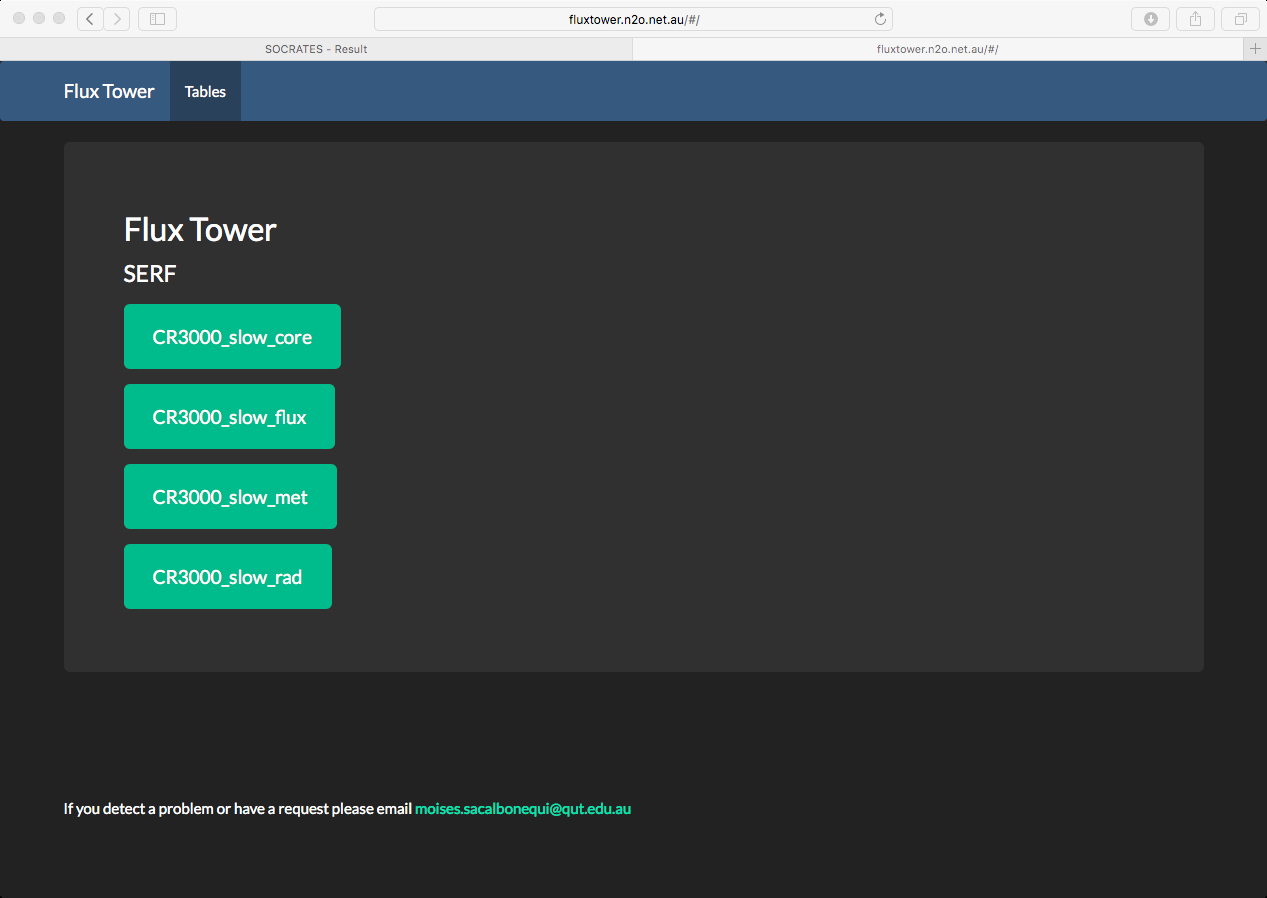 fluxtower.n2o.net.au/#/
SOCRATES - Result
fluxtower.n2o.net.au/#/
Flux Tower
Tables
Flux Tower
SERF
CR3000_slow_core
CR3000_slow_flux
CR3000_slow_met
CR3000_slow_rad
If you detect a problem or have a request please email moises.sacalbonequi@qut.edu.au